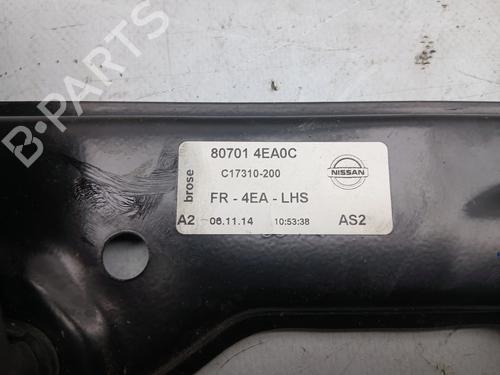 B-PARTS
80701 4EA0C
brose
C17310-200
NISSAN
FR - 4EA - LHS
A2 06.11.14 10:53:38 AS2